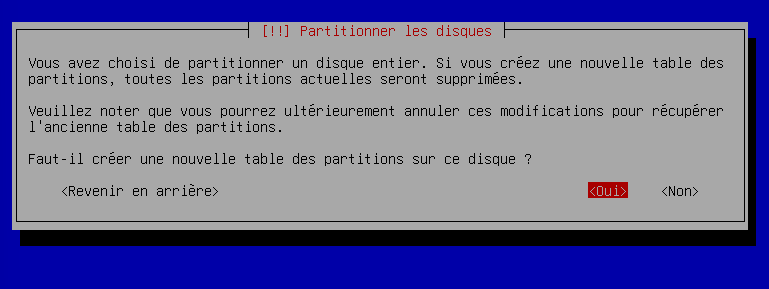 [!!] Partitionner les disques
Vous avez choisi de partitionner un disque entier. Si vous créez une nouvelle table des
partitions, toutes les partitions actuelles seront supprimées.
Veuillez noter que vous pourrez ultérieurement annuler ces modifications pour récupérer
l'ancienne table des partitions.
Faut-il créer une nouvelle table des partitions sur ce disque ?
<Revenir en arrière> <Oui> <Non>